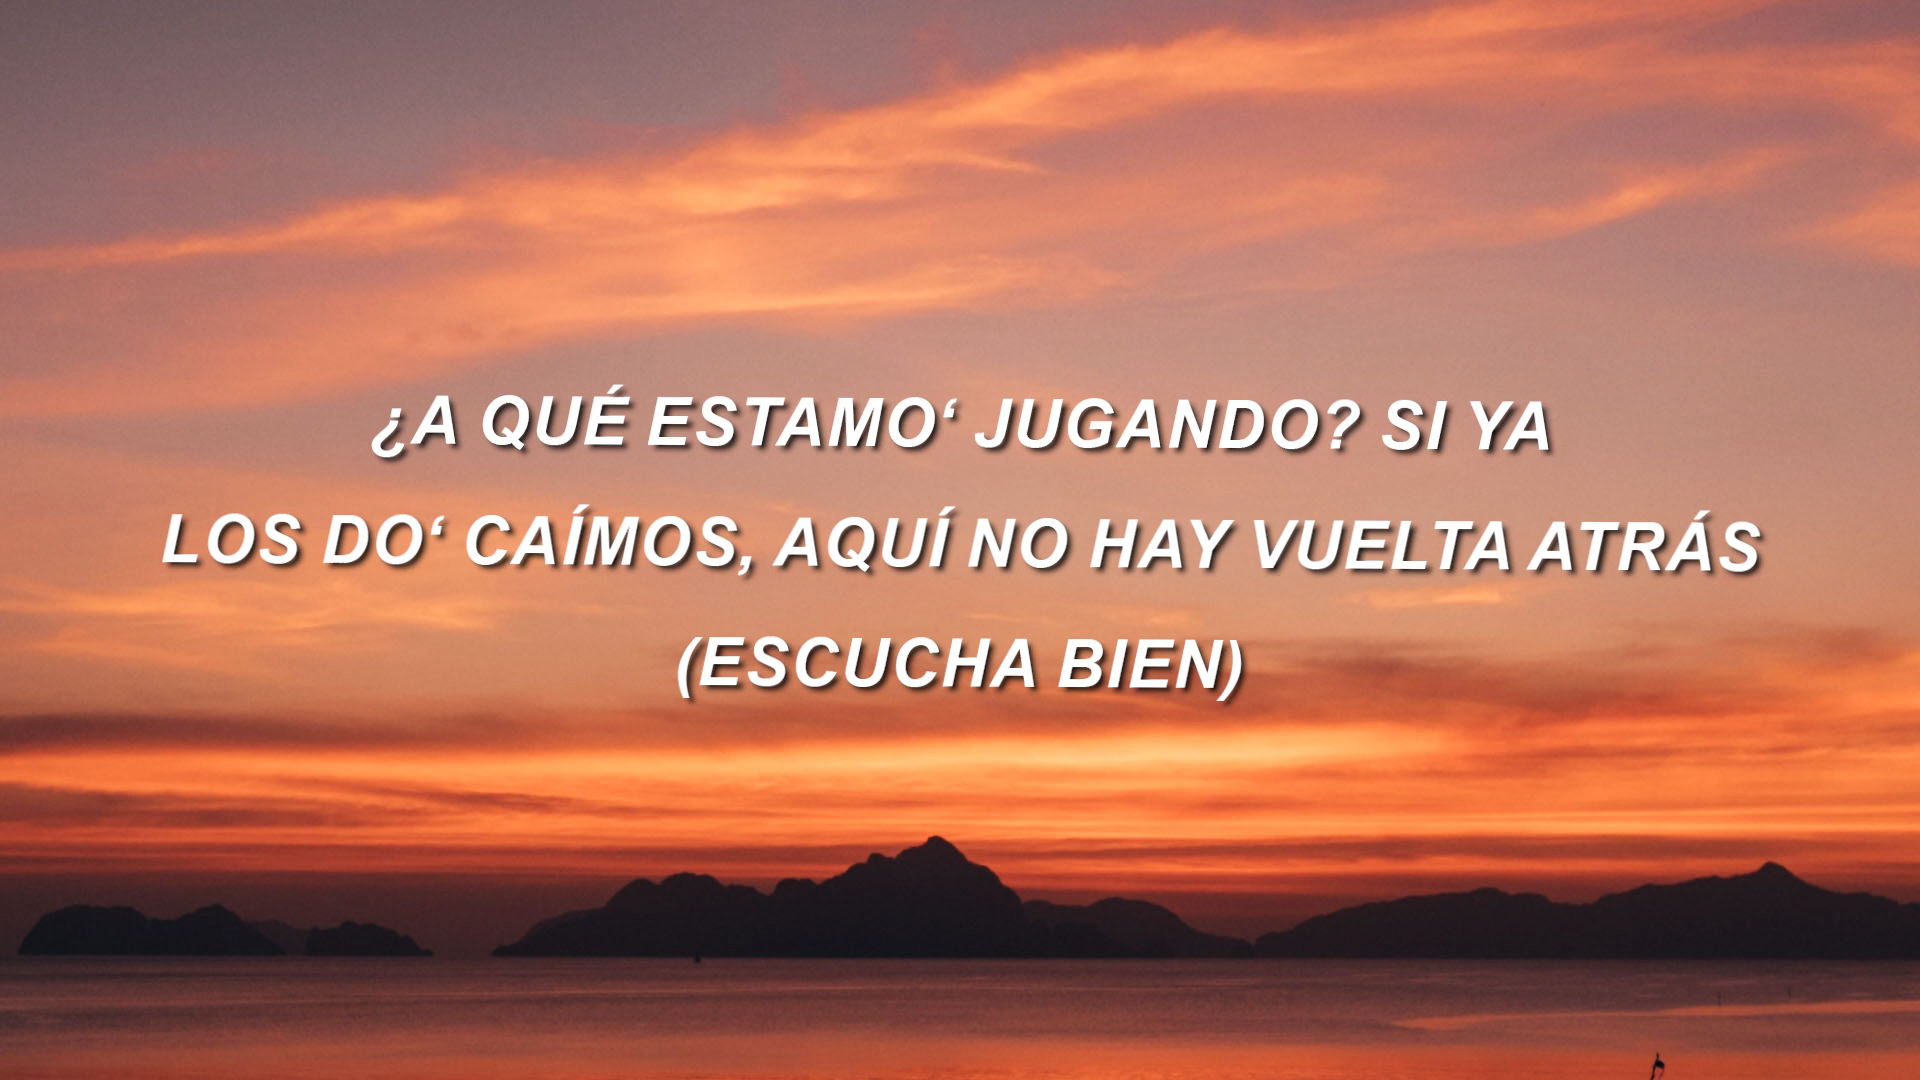 ¿A QUÉ ESTAMO‘ JUGANDO? SI YA
LOS DO‘ CAÍMOS, AQUÍ NO HAY VUELTA ATRÁS
(ESCUCHA BIEN)